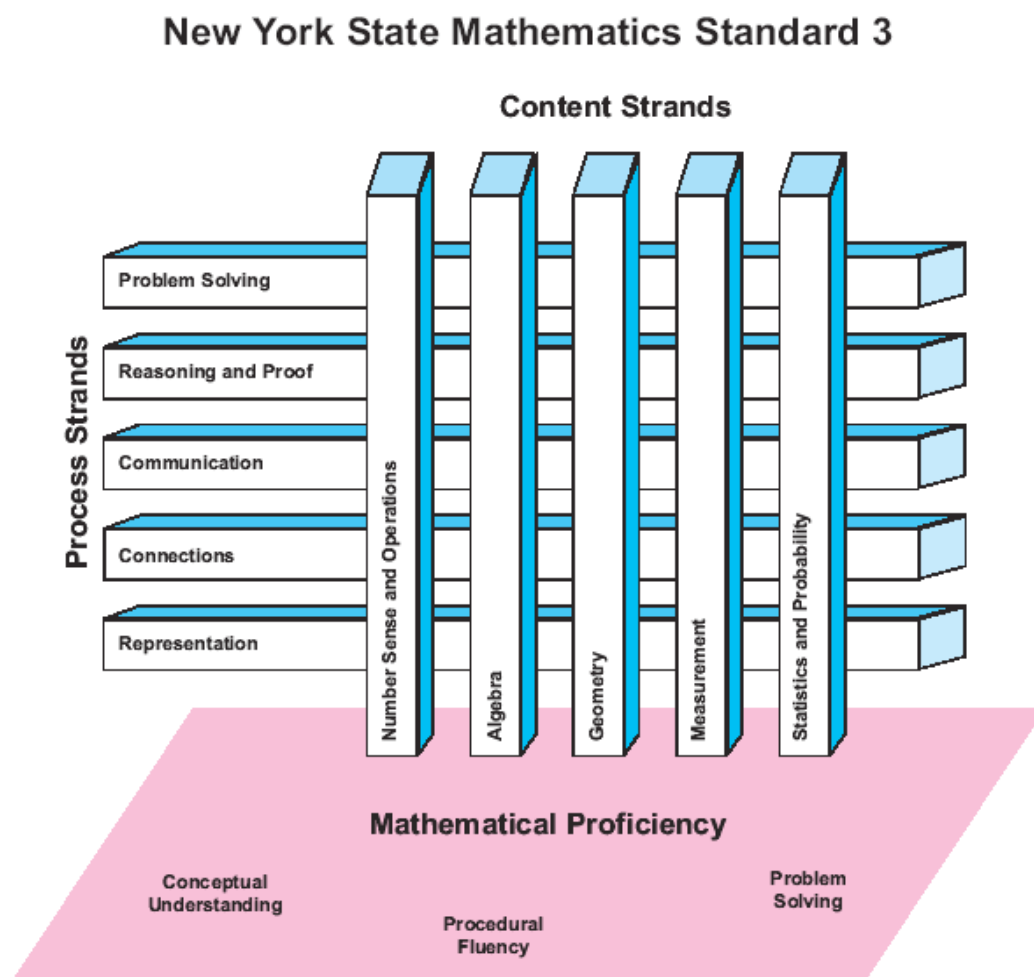 New York State Mathematics Standard 3
Content Strands
Process Strands
Problem Solving
Reasoning and Proof
Communication
Connections
Representation
Number Sense and Operations
Algebra
Geometry
Measurement
Statistics and Probability
Mathematical Proficiency
Conceptual
Understanding
Procedural
Fluency
Problem
Solving